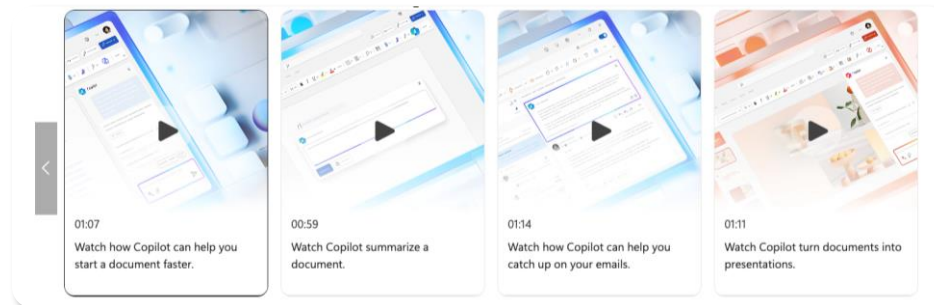 01:07
Watch how Copilot can help you
start a document faster.
00:59
Watch Copilot summarize a
document.
01:14
Watch how Copilot can help you
catch up on your emails.
01:11
Watch Copilot turn documents into
presentations.